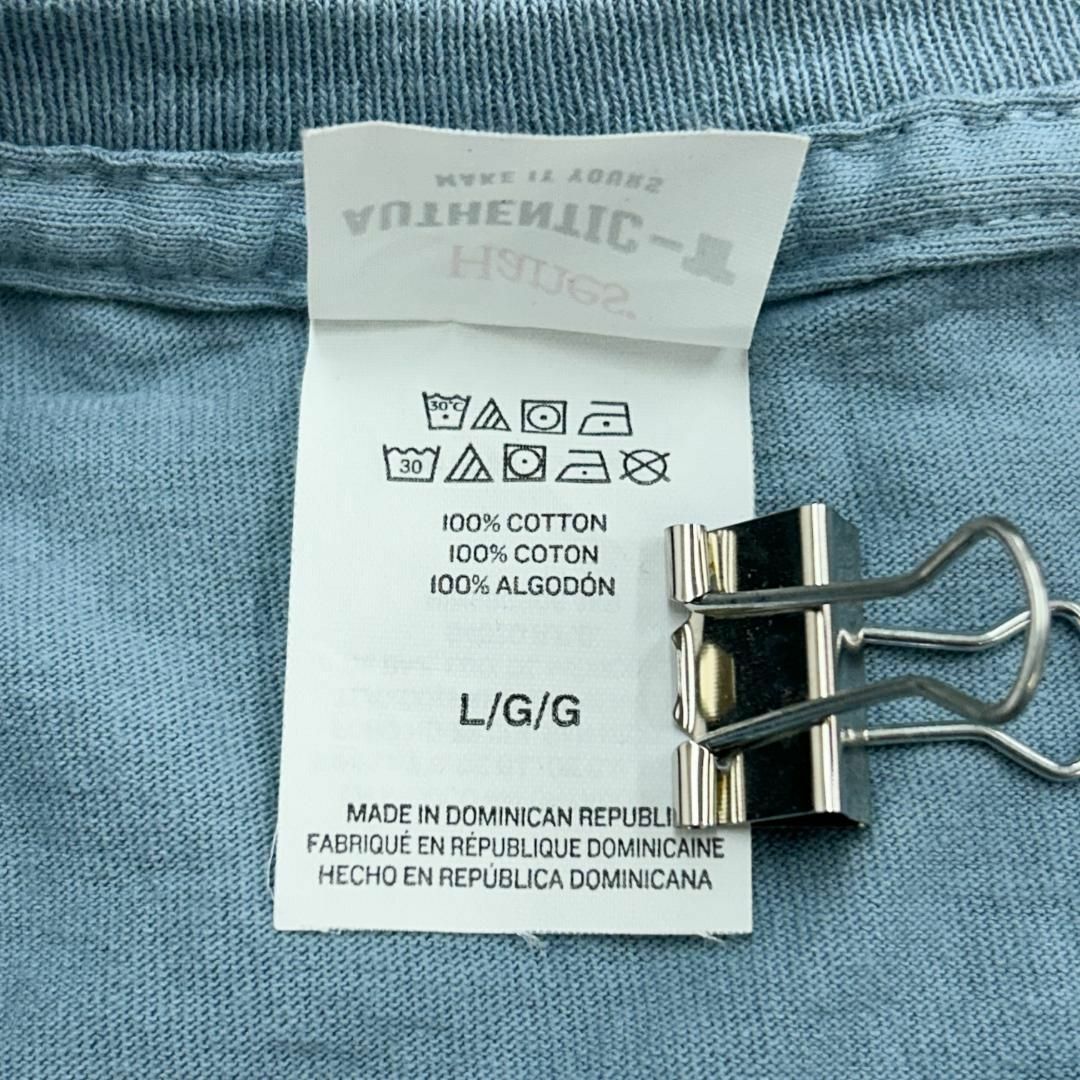 MAKE IT YOURS
AUTHENTIC-T
Hanes
30°C
30
100% COTTON
100% COTON
100% ALGODÓN
L/G/G
MADE IN DOMINICAN REPUBLI
FABRIQUÉ EN RÉPUBLIQUE DOMINICAINE
HECHO EN REPÚBLICA DOMINICANA